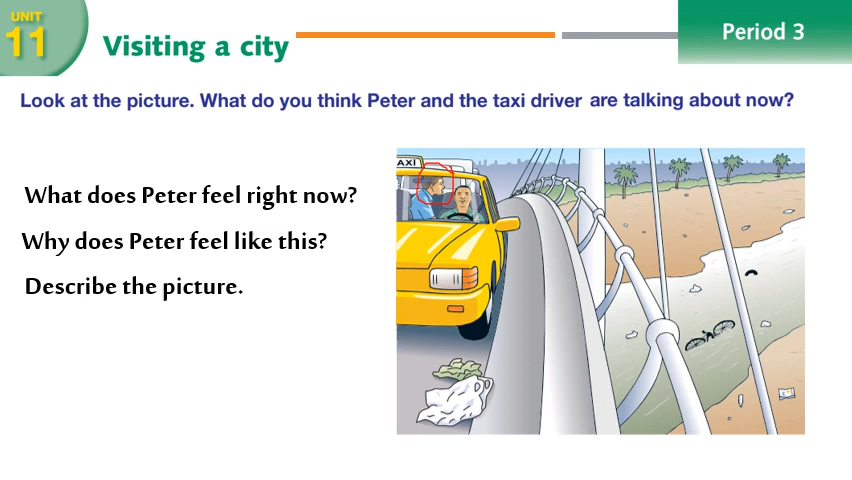 UNIT
11
Visiting a city
Period 3
Look at the picture. What do you think Peter and the taxi driver are talking about now?
What does Peter feel right now?
Why does Peter feel like this?
Describe the picture.
AXI